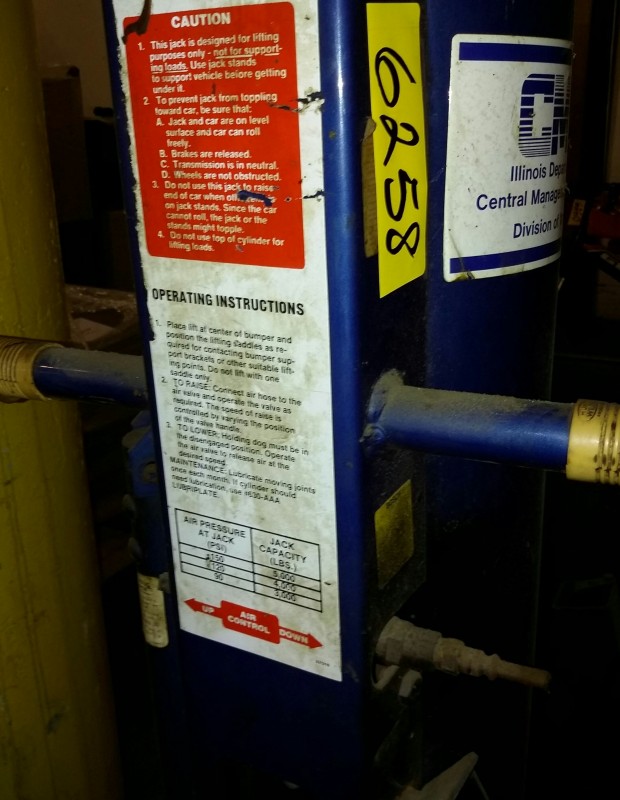 CAUTION
1. This jack is designed for lifting
purposes only - not for support-
ing loads. Use jack stands
to support vehicle before getting
under it.
2. To prevent jack from toppling
toward car, be sure that:
A. Jack and car are on level
surface and car can roll
freely.
B. Brakes are released.
C. Transmission is in neutral.
D. Wheels are not obstructed.
3. Do not use this jack to raise
end of car when
on jack stands. Since the car
cannot roll, the jack or the
stands might topple.
4. Do not use top of cylinder for
lifting loads.
OPERATING INSTRUCTIONS
1. Place lift at center of bumper and
position the lifting saddles as re-
quired for contacting bumper sup-
port brackets or other suitable lift-
ing points. Do not lift with one
saddle only.
2. TO RAISE: Connect air hose to the
air valve and operate the valve as
required. The speed of raise is
controlled by varying the position
of the valve handle.
3. TO LOWER: Holding dog must be in
the disengaged position. Operate
the air valve to release air at the
desired speed.
MAINTENANCE: Lubricate moving joints
once each month. If cylinder should
need lubrication, use #630-AAA
LUBRIPLATE.
AIR PRESSURE
AT JACK
(PSI)
JACK
CAPACITY
(LBS.)
150 5,000
120 4,000
90 3,000
UP AIR CONTROL DOWN
6258
Illinois
Central
Division of